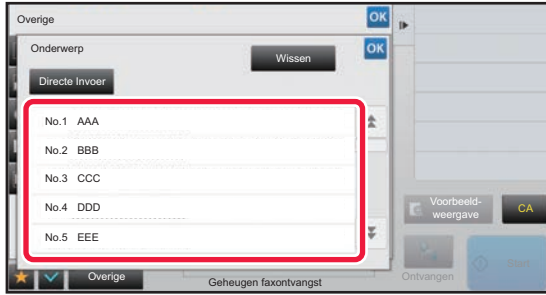 Overige
OK
Onderwerp
Wissen
OK
Directe Invoer
No.1 AAA
No.2 BBB
No.3 CCC
No.4 DDD
No.5 EEE
Voorbeeld-
weergave
CA
Overige
Geheugen faxontvangst
Ontvangen
Start